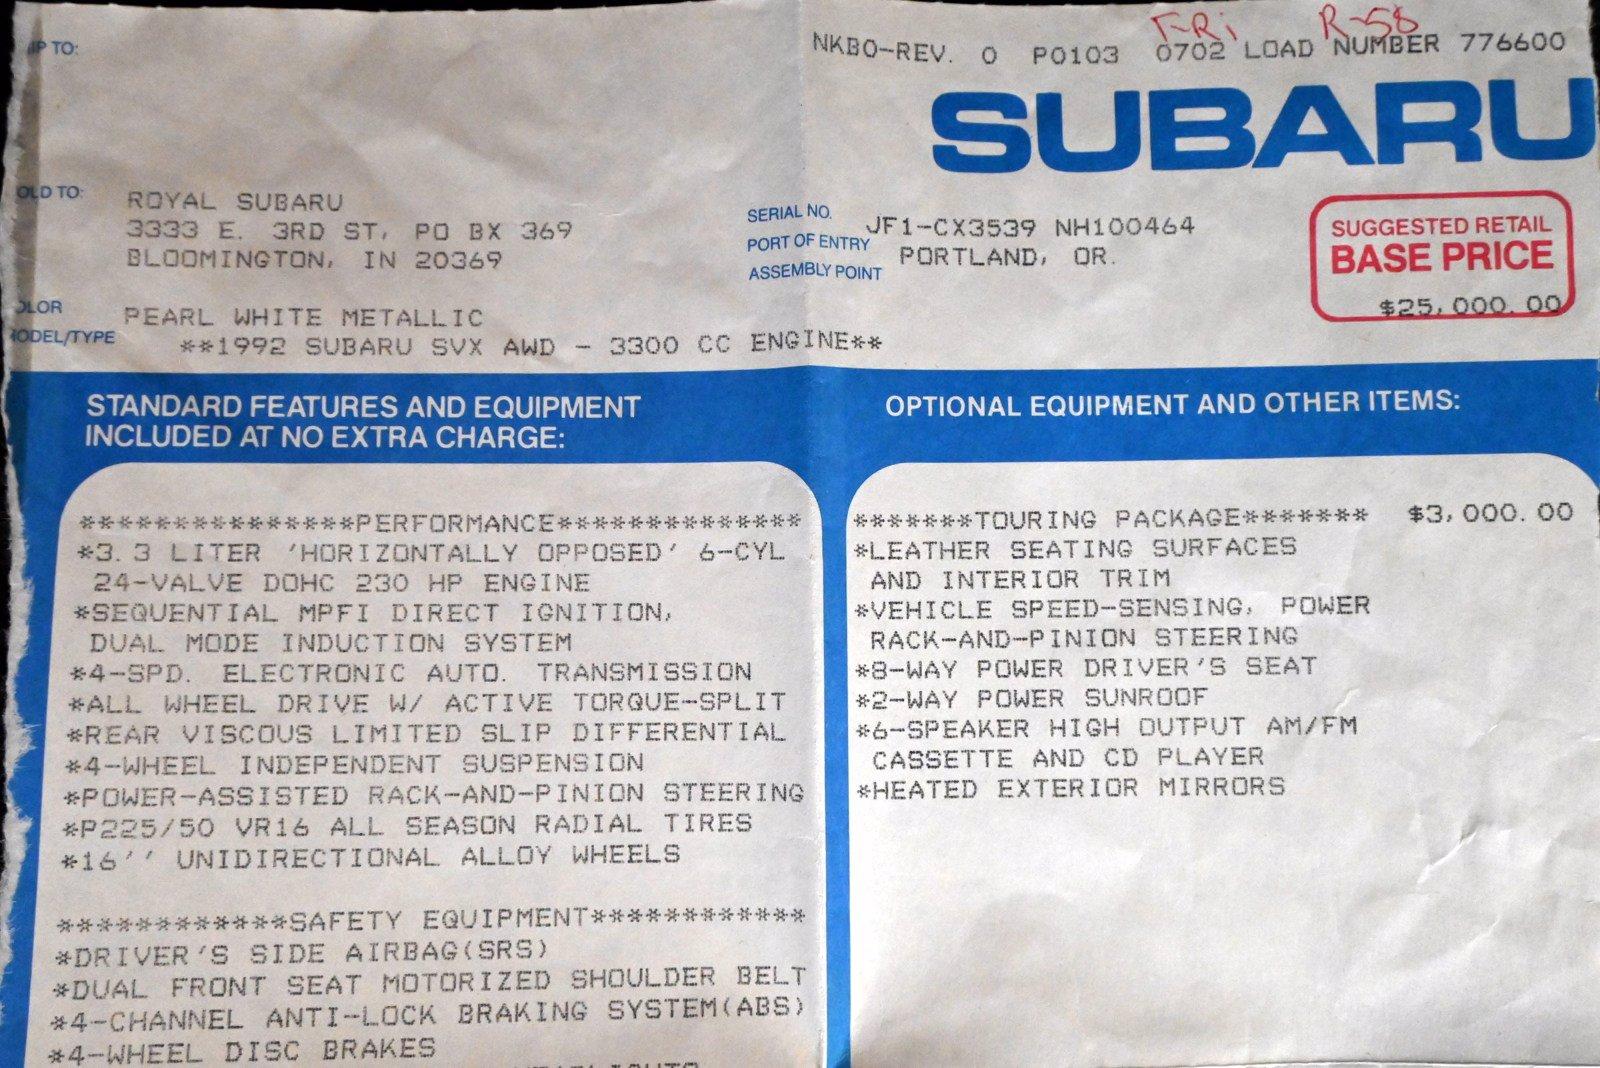 FRi R-58
IP TO:
NKBO-REV. 0 P0103 0702 LOAD NUMBER 776600
SUBARU
OLD TO:
ROYAL SUBARU
3333 E. 3RD ST, PO BX 369
BLOOMINGTON, IN 20369
SERIAL NO. JF1-CX3539 NH100464
PORT OF ENTRY PORTLAND, OR.
ASSEMBLY POINT
SUGGESTED RETAIL
BASE PRICE
$25,000.00
OLOR PEARL WHITE METALLIC
MODEL/TYPE **1992 SUBARU SVX AWD - 3300 CC ENGINE**
STANDARD FEATURES AND EQUIPMENT
INCLUDED AT NO EXTRA CHARGE:
***************PERFORMANCE**************
*3.3 LITER 'HORIZONTALLY OPPOSED' 6-CYL
24-VALVE DOHC 230 HP ENGINE
*SEQUENTIAL MPFI DIRECT IGNITION,
DUAL MODE INDUCTION SYSTEM
*4-SPD. ELECTRONIC AUTO. TRANSMISSION
*ALL WHEEL DRIVE W/ ACTIVE TORQUE-SPLIT
*REAR VISCOUS LIMITED SLIP DIFFERENTIAL
*4-WHEEL INDEPENDENT SUSPENSION
*POWER-ASSISTED RACK-AND-PINION STEERING
*P225/50 VR16 ALL SEASON RADIAL TIRES
*16'' UNIDIRECTIONAL ALLOY WHEELS
************SAFETY EQUIPMENT************
*DRIVER'S SIDE AIRBAG(SRS)
*DUAL FRONT SEAT MOTORIZED SHOULDER BELT
*4-CHANNEL ANTI-LOCK BRAKING SYSTEM(ABS)
*4-WHEEL DISC BRAKES
OPTIONAL EQUIPMENT AND OTHER ITEMS:
*******TOURING PACKAGE******* $3,000.00
*LEATHER SEATING SURFACES
AND INTERIOR TRIM
*VEHICLE SPEED-SENSING, POWER
RACK-AND-PINION STEERING
*8-WAY POWER DRIVER'S SEAT
*2-WAY POWER SUNROOF
*6-SPEAKER HIGH OUTPUT AM/FM
CASSETTE AND CD PLAYER
*HEATED EXTERIOR MIRRORS